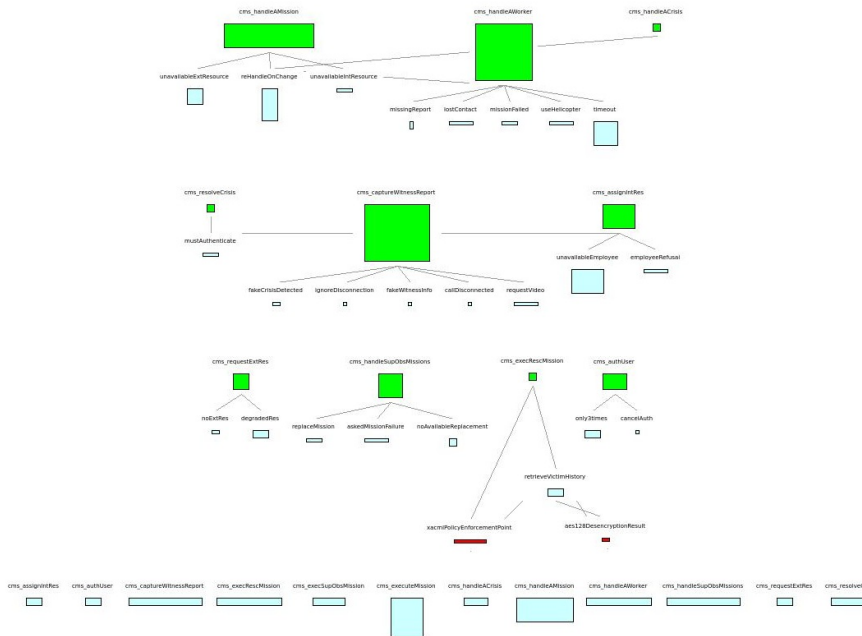 cms_handleAMission cms_handleAWorker cms_handleACrisis
unavailableExtResource reHandleOnChange unavailableIntResource
missingReport lostContact missionFailed useHelicopter timeout
cms_resolveCrisis cms_captureWitnessReport cms_assignIntRes
mustAuthenticate
unavailableEmployee employeeRefusal
fakeCrisisDetected ignoreDisconnection fakeWitnessInfo callDisconnected requestVideo
cms_requestExtRes cms_handleSupObsMissions cms_execRescMission cms_authUser
noExtRes degradedRes replaceMission askedMissionFailure noAvailableReplacement only3times cancelAuth
retrieveVictimHistory
xacmlPolicyEnforcementPoint aes128DesencryptionResult
cms_assignIntRes cms_authUser cms_captureWitnessReport cms_execRescMission cms_execSupObsMission cms_executeMission cms_handleACrisis cms_handleAMission cms_handleAWorker cms_handleSupObsMissions cms_requestExtRes